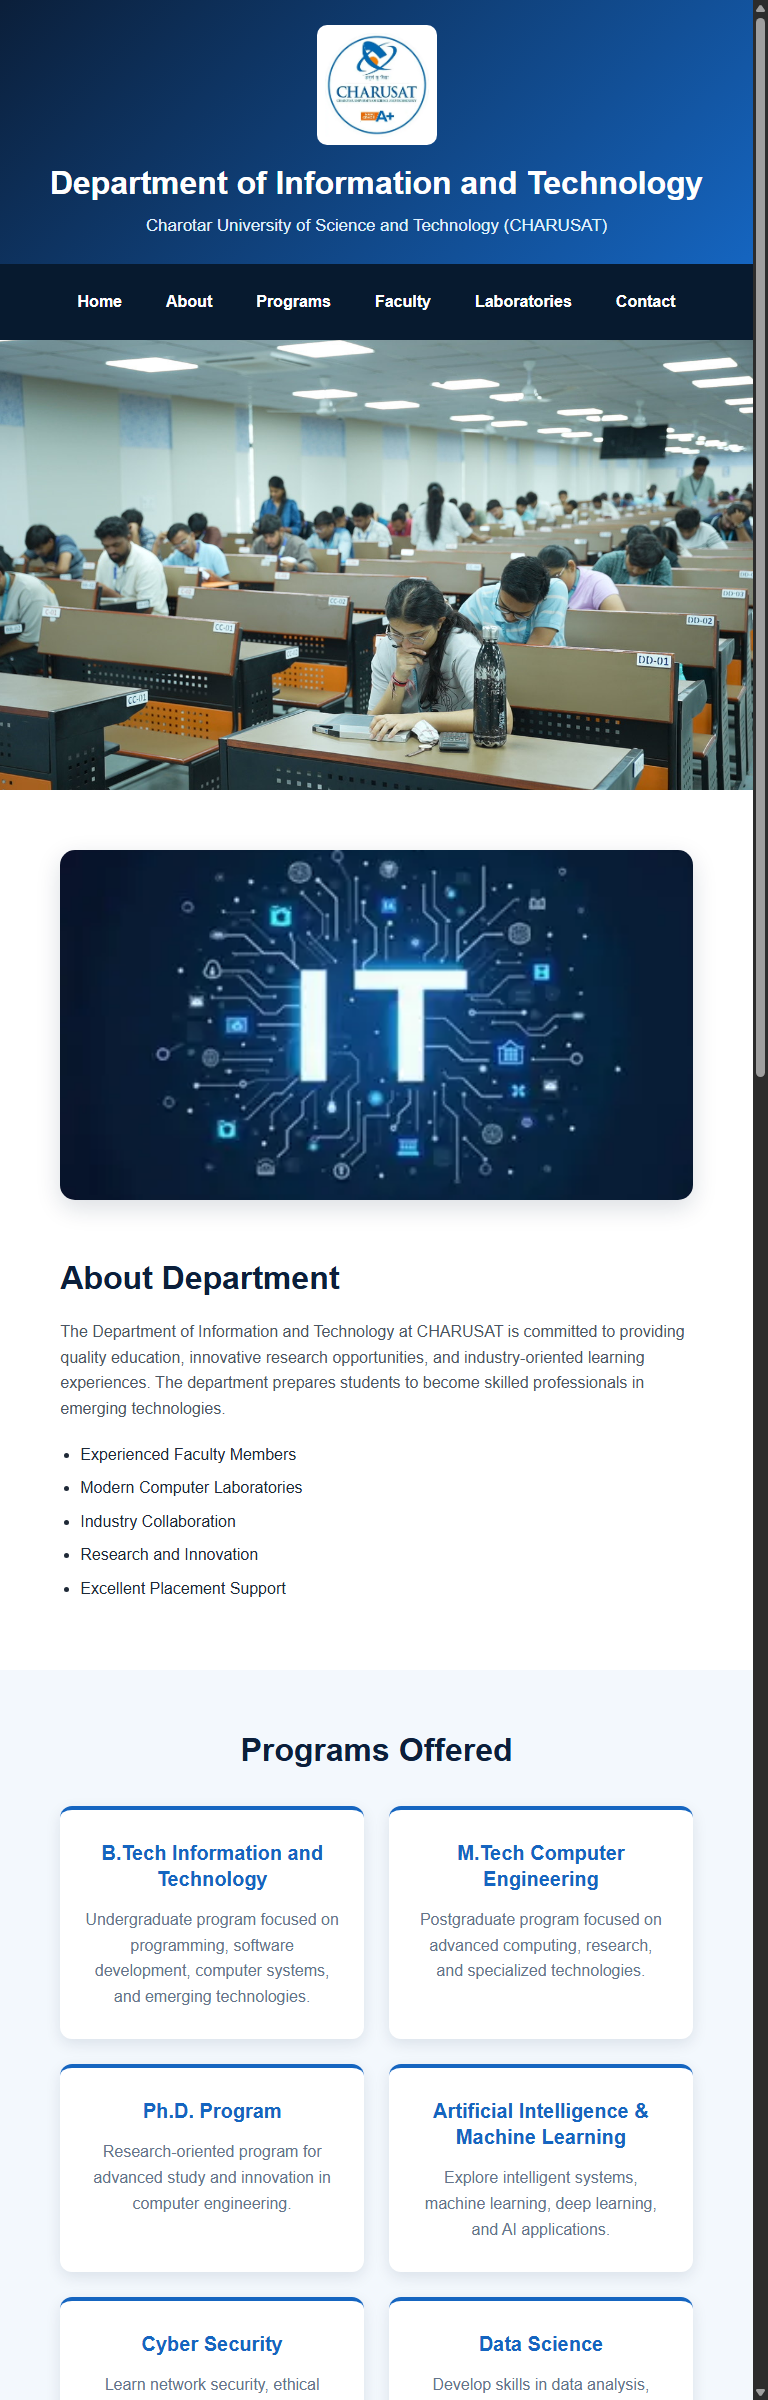 CHARUSAT
A+
Department of Information and Technology
Charotar University of Science and Technology (CHARUSAT)
Home About Programs Faculty Laboratories Contact
CC-02
DD-01
DD-02
CC-01
DD-01
CC-01
IT
About Department
The Department of Information and Technology at CHARUSAT is committed to providing
quality education, innovative research opportunities, and industry-oriented learning
experiences. The department prepares students to become skilled professionals in
emerging technologies.
• Experienced Faculty Members
• Modern Computer Laboratories
• Industry Collaboration
• Research and Innovation
• Excellent Placement Support
Programs Offered
B.Tech Information and
Technology
Undergraduate program focused on
programming, software
development, computer systems,
and emerging technologies.
M.Tech Computer
Engineering
Postgraduate program focused on
advanced computing, research,
and specialized technologies.
Ph.D. Program
Research-oriented program for
advanced study and innovation in
computer engineering.
Artificial Intelligence &
Machine Learning
Explore intelligent systems,
machine learning, deep learning,
and AI applications.
Cyber Security
Learn network security, ethical
Data Science
Develop skills in data analysis,